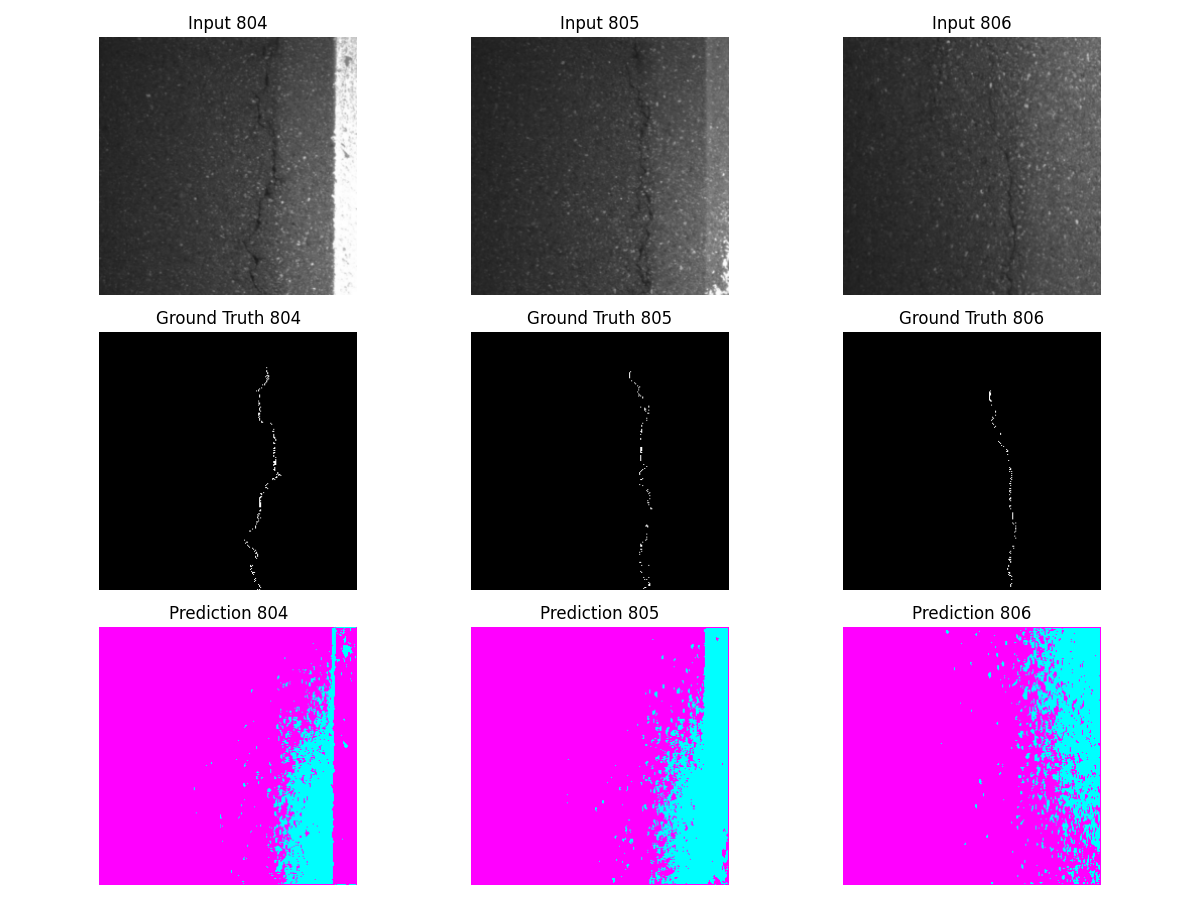 Input 804
Input 805
Input 806
Ground Truth 804
Ground Truth 805
Ground Truth 806
Prediction 804
Prediction 805
Prediction 806